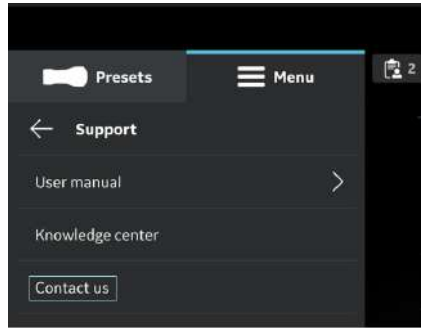 Presets
Menu
2
Support
User manual
Knowledge center
Contact us